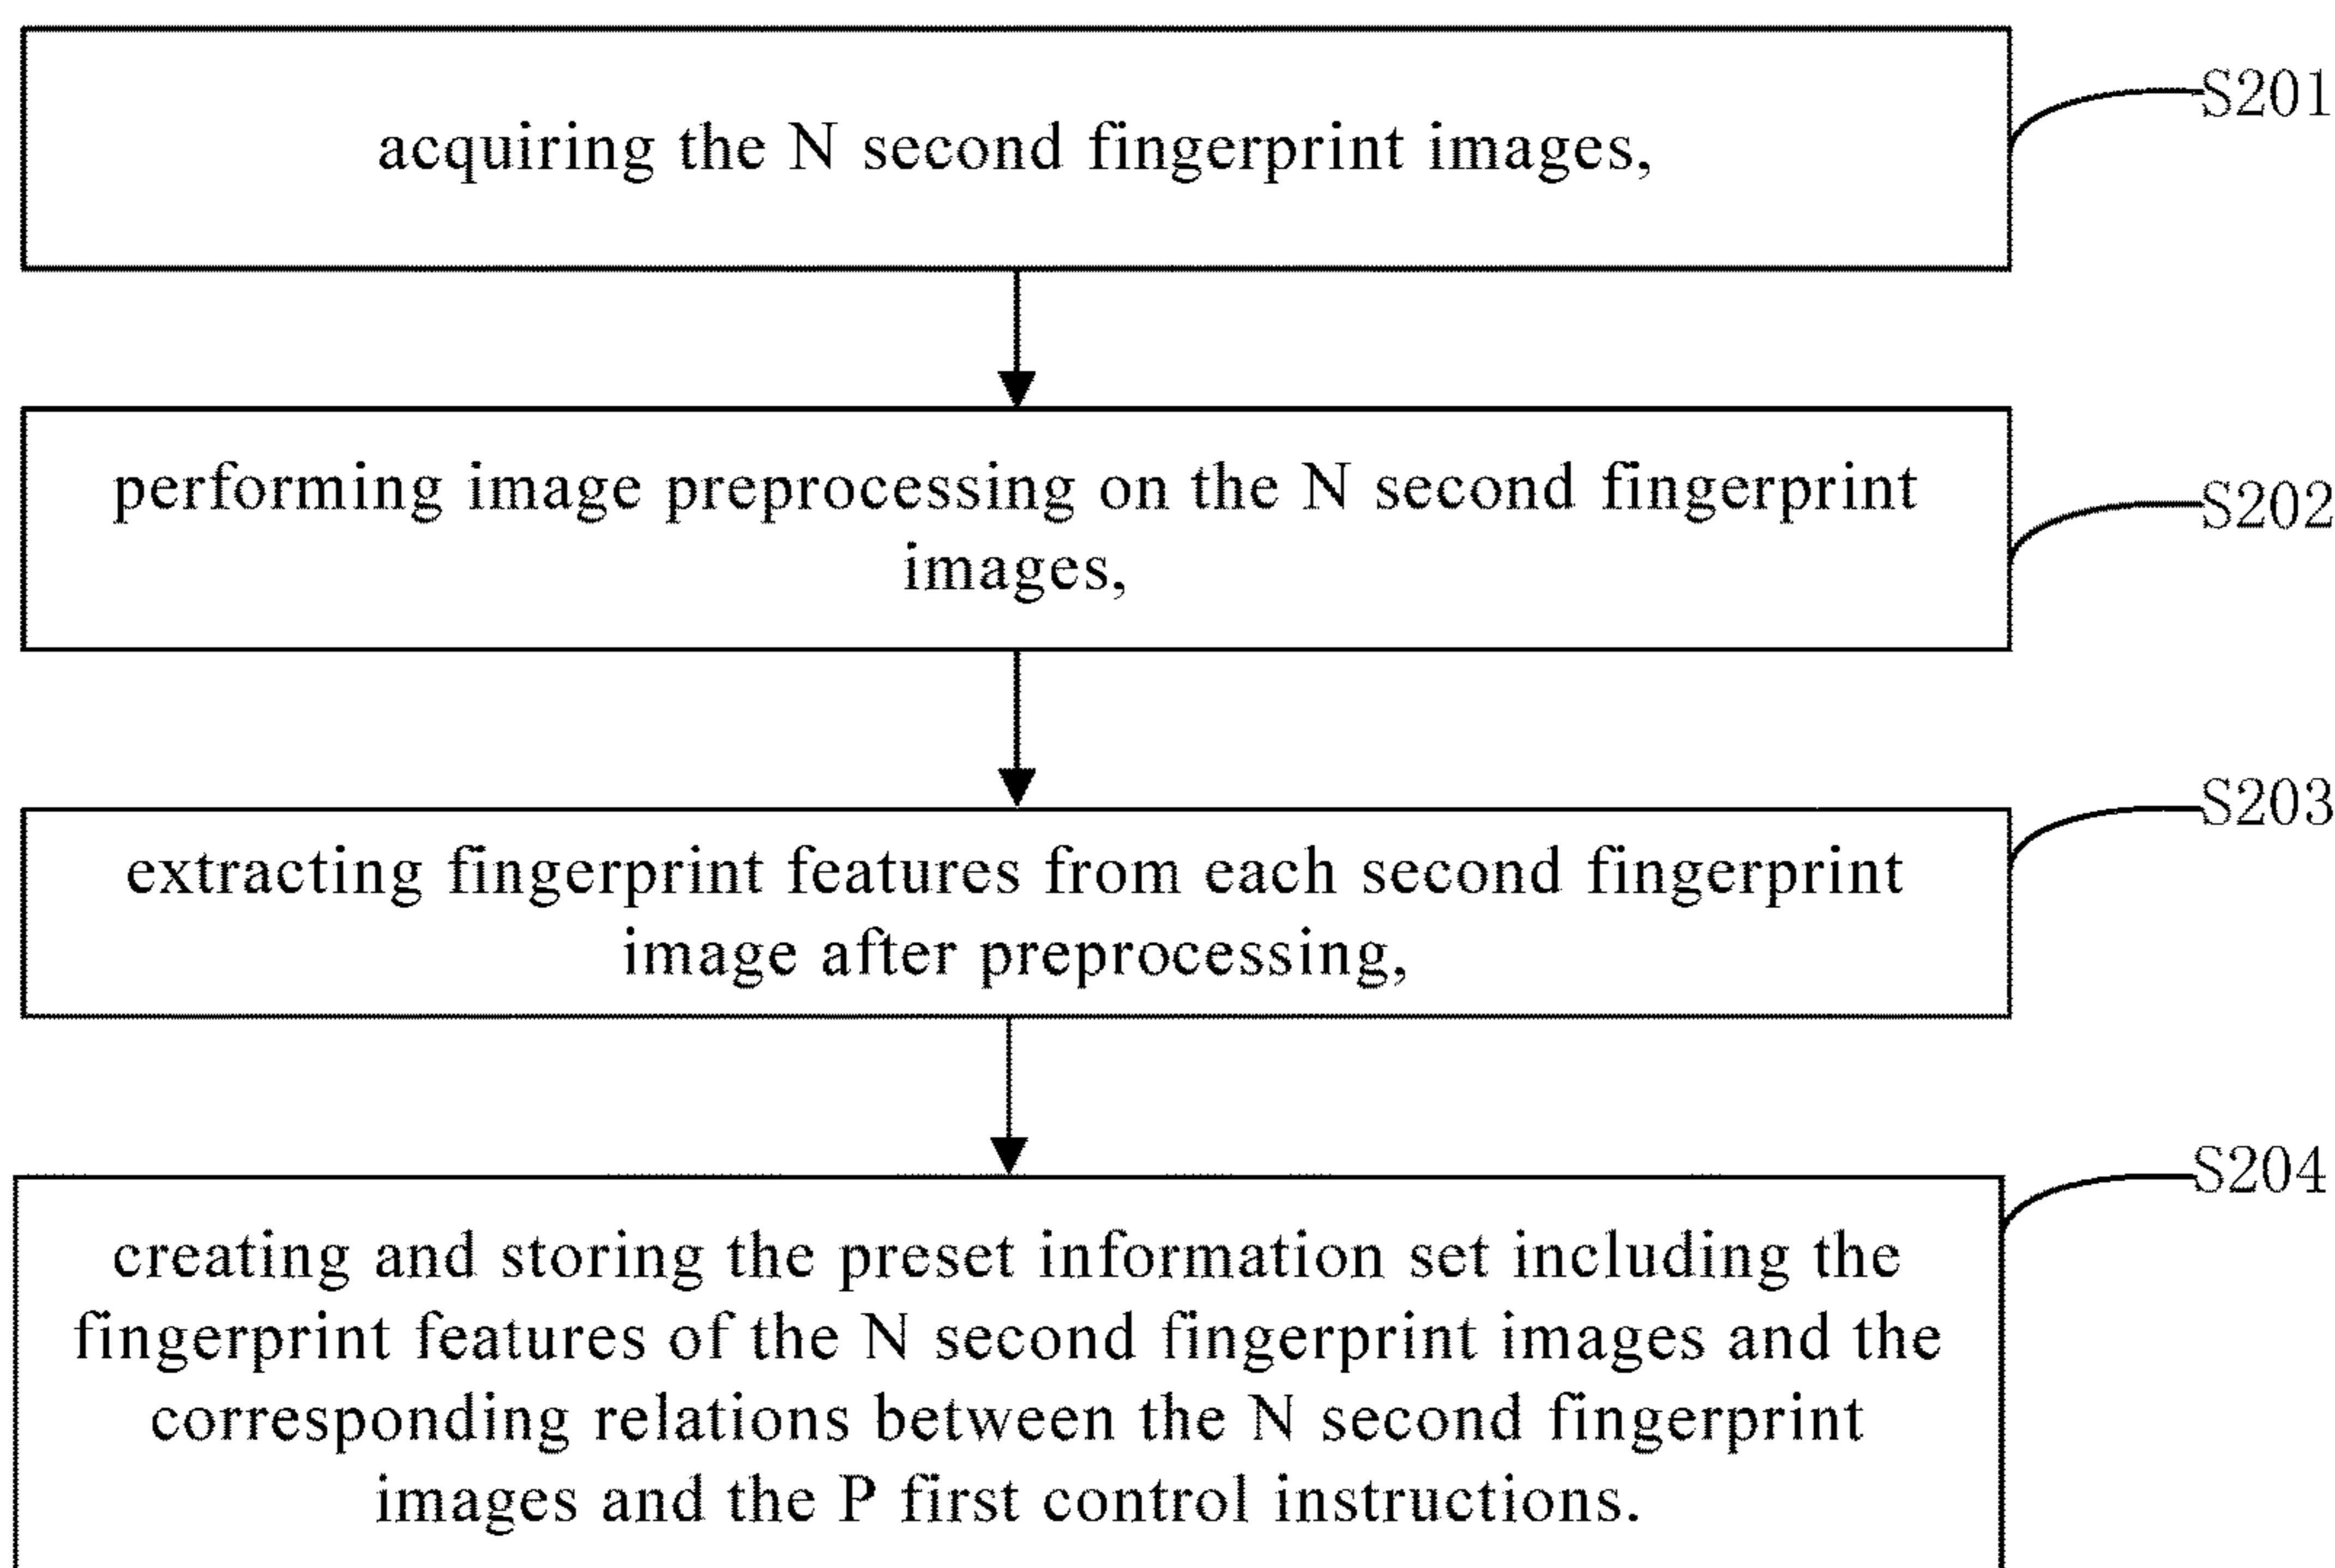 acquiring the N second fingerprint images,
S201
performing image preprocessing on the N second fingerprint
images,
S202
extracting fingerprint features from each second fingerprint
image after preprocessing,
S203
creating and storing the preset information set including the
fingerprint features of the N second fingerprint images and the
corresponding relations between the N second fingerprint
images and the P first control instructions.
S204